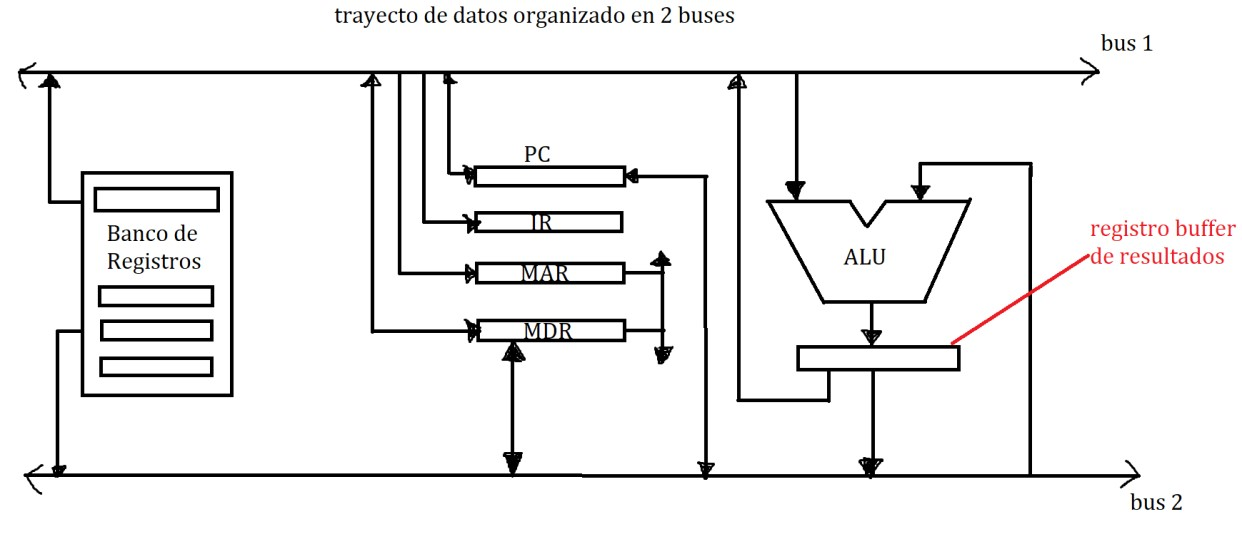 trayecto de datos organizado en 2 buses
bus 1
PC
IR
Banco de
Registros
MAR
MDR
ALU
registro buffer
de resultados
bus 2